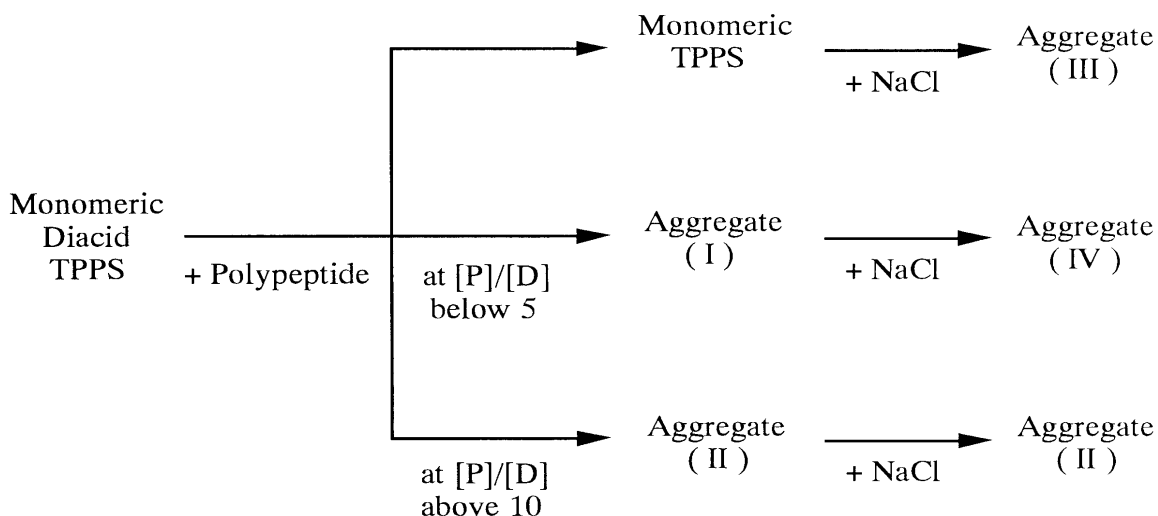 Monomeric
TPPS
+ NaCl
Aggregate
( III )
Monomeric
Diacid
TPPS
+ Polypeptide
at [P]/[D]
below 5
Aggregate
( I )
+ NaCl
Aggregate
( IV )
at [P]/[D]
above 10
Aggregate
( II )
+ NaCl
Aggregate
( II )